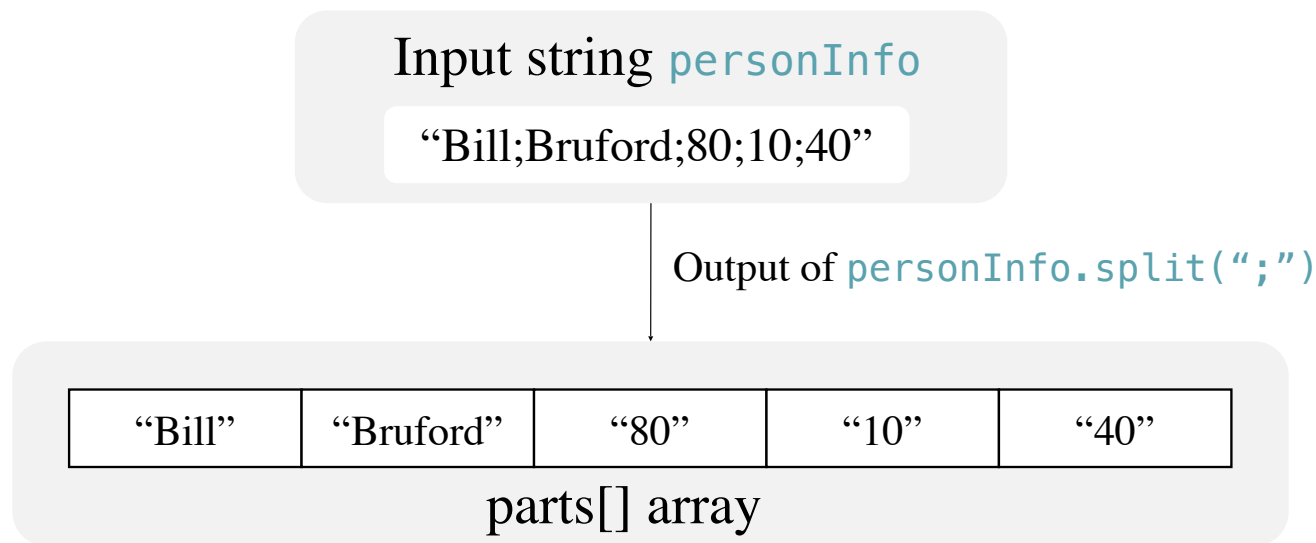 Input string personInfo
“Bill;Bruford;80;10;40”
Output of personInfo.split(“;”)
“Bill” “Bruford” “80” “10” “40”
parts[] array